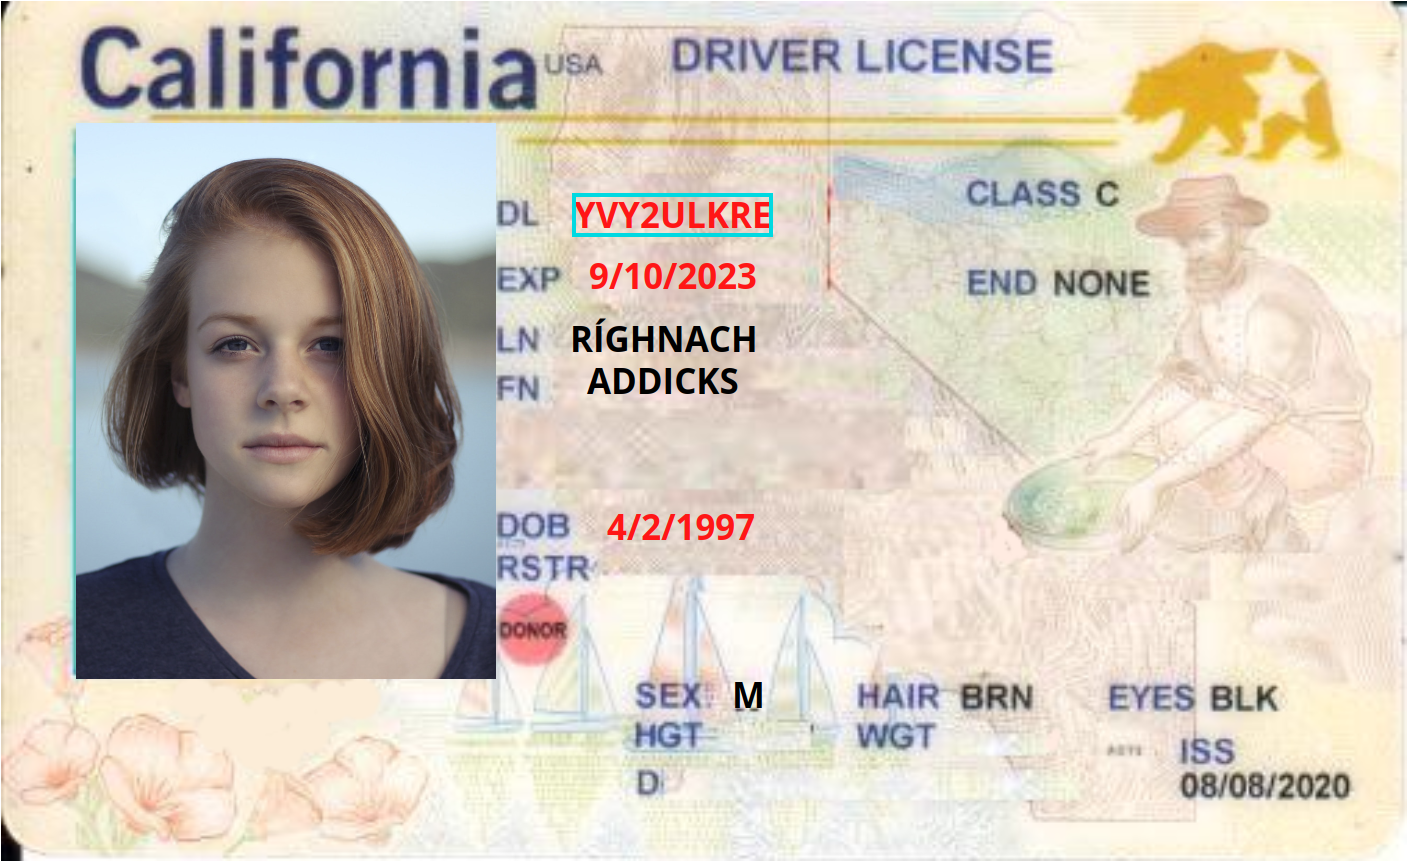 California USA DRIVER LICENSE
DL YVY2ULKRE CLASS C
EXP 9/10/2023 END NONE
LN RÍGHNACH
FN ADDICKS
DOB 4/2/1997
RSTR
DONOR
SEX M HAIR BRN EYES BLK
HGT WGT
ISS
D 08/08/2020